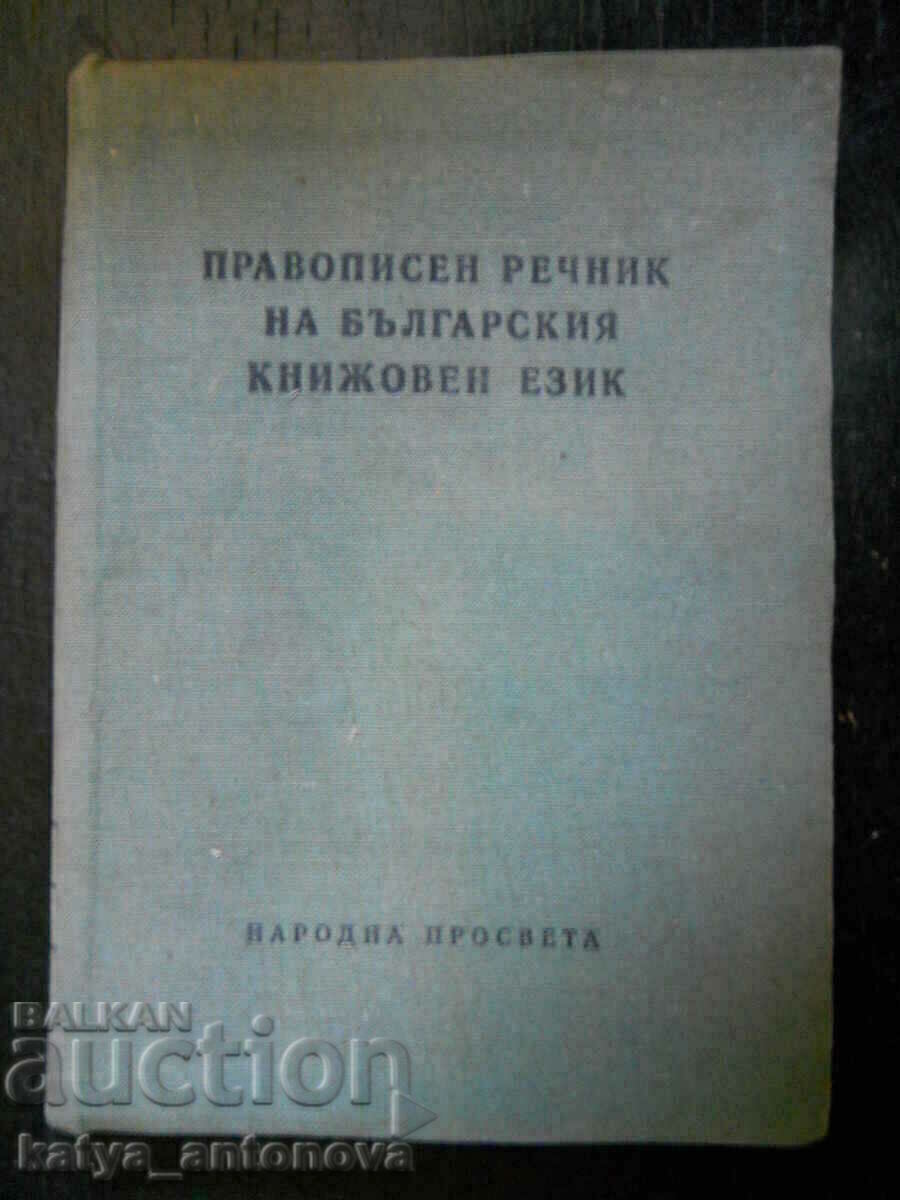 ПРАВОПИСЕН РЕЧНИК
НА БЪЛГАРСКИЯ
КНИЖОВЕН ЕЗИК
НАРОДНА ПРОСВЕТА
BALKAN
auction
katya_antonova